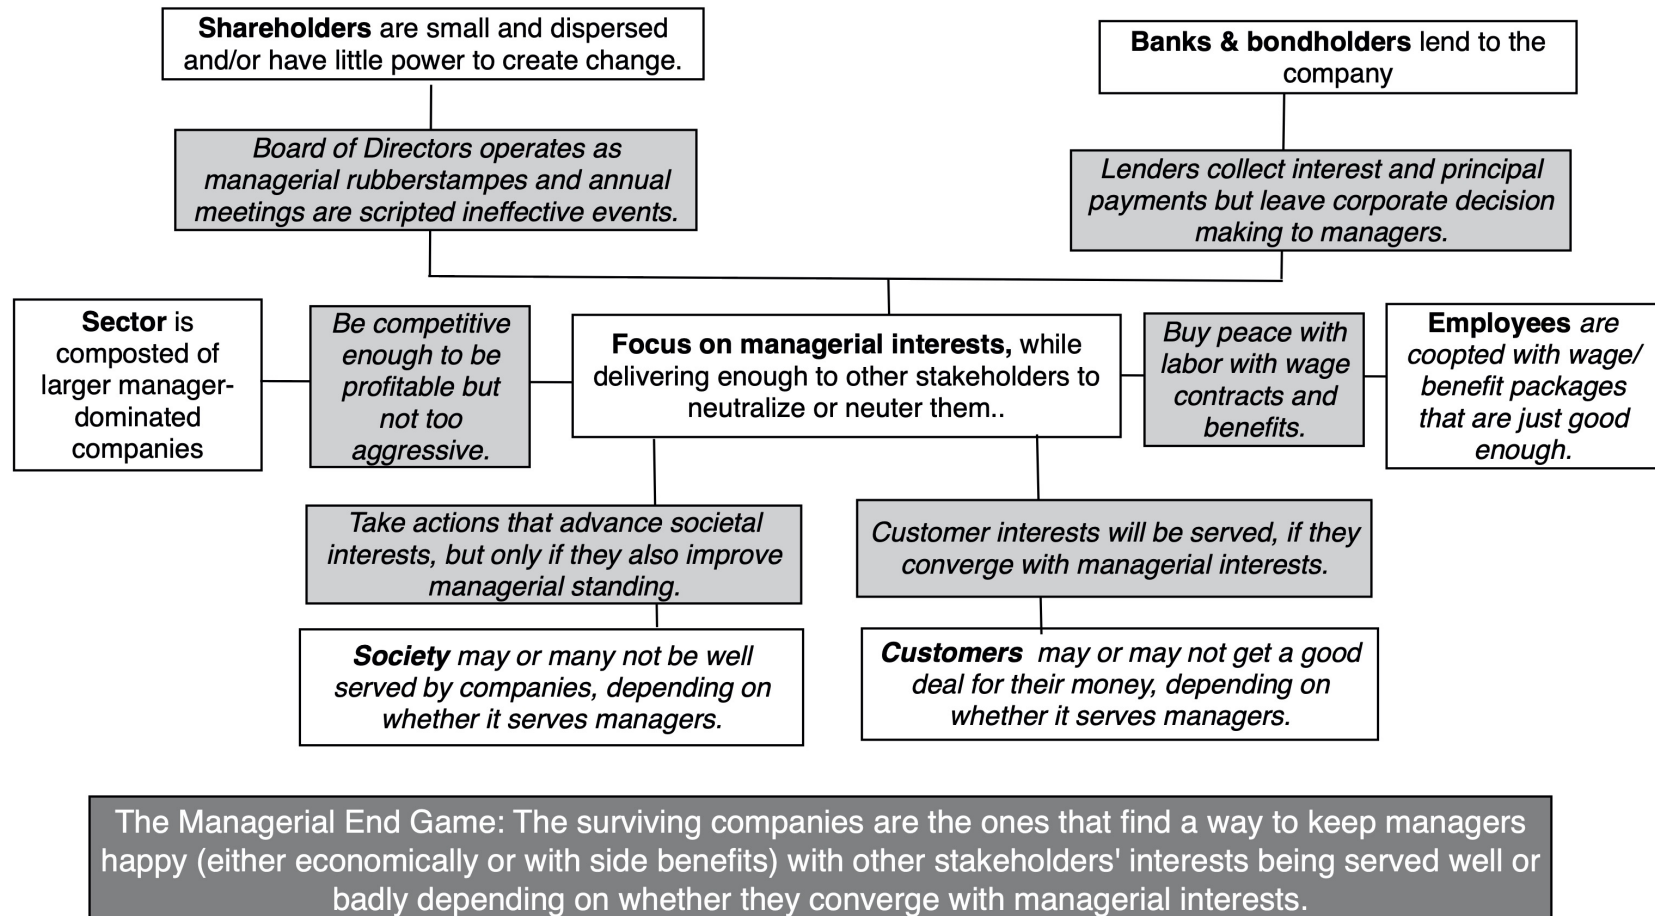 Shareholders are small and dispersed
and/or have little power to create change.
Banks & bondholders lend to the
company
Board of Directors operates as
managerial rubberstampes and annual
meetings are scripted ineffective events.
Lenders collect interest and principal
payments but leave corporate decision
making to managers.
Sector is
composted of
larger manager-
dominated
companies
Be competitive
enough to be
profitable but
not too
aggressive.
Focus on managerial interests, while
delivering enough to other stakeholders to
neutralize or neuter them..
Buy peace with
labor with wage
contracts and
benefits.
Employees are
coopted with wage/
benefit packages
that are just good
enough.
Take actions that advance societal
interests, but only if they also improve
managerial standing.
Customer interests will be served, if they
converge with managerial interests.
Society may or many not be well
served by companies, depending on
whether it serves managers.
Customers may or may not get a good
deal for their money, depending on
whether it serves managers.
The Managerial End Game: The surviving companies are the ones that find a way to keep managers
happy (either economically or with side benefits) with other stakeholders' interests being served well or
badly depending on whether they converge with managerial interests.